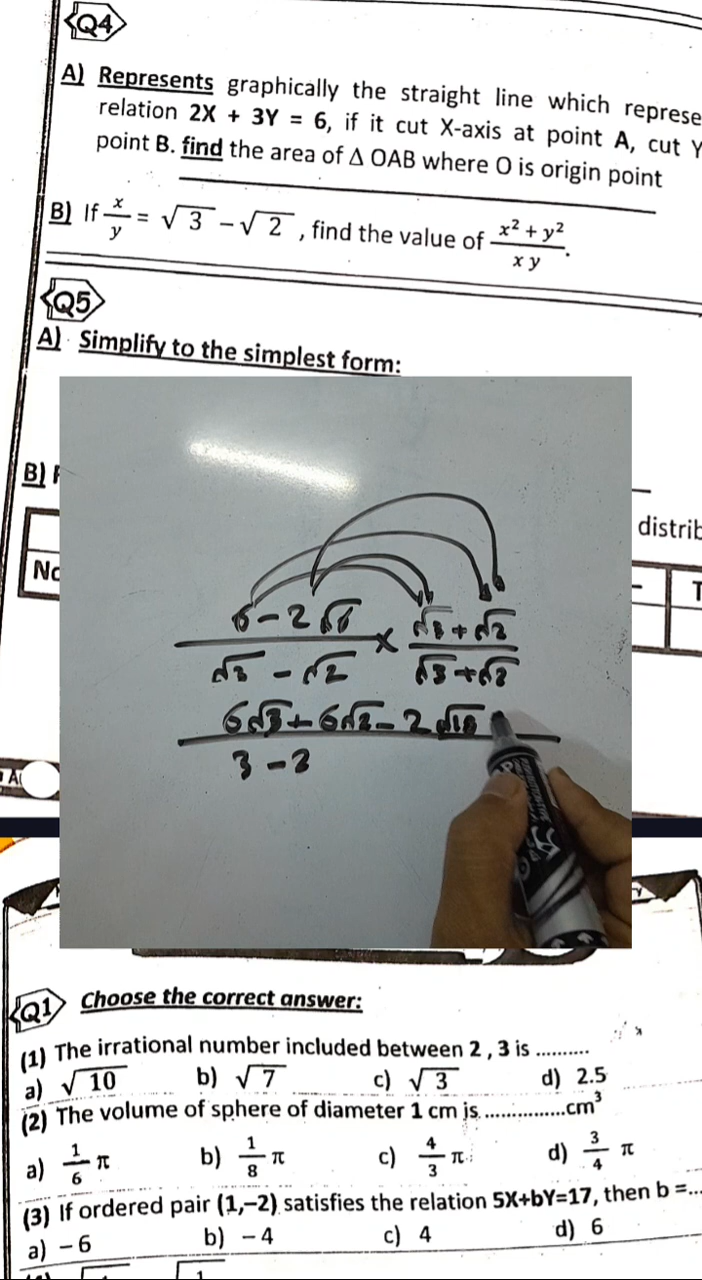 Q4
A) Represents graphically the straight line which represe
relation 2X + 3Y = 6, if it cut X-axis at point A, cut Y
point B. find the area of Δ OAB where O is origin point
B) If x/y = √3 - √2, find the value of (x² + y²)/(x y).
Q5
A) Simplify to the simplest form:
B)
distrib
No
T
6-2√6 / √3 - √2 × √3+√2 / √3+√2
6√3+6√2-2√18
3-2
A
Q1 Choose the correct answer:
(1) The irrational number included between 2 , 3 is ..........
a) √10 b) √7 c) √3 d) 2.5
(2) The volume of sphere of diameter 1 cm is ...............cm³
a) 1/6 π b) 1/8 π c) 4/3 π d) 3/4 π
(3) If ordered pair (1,–2) satisfies the relation 5X+bY=17, then b =...
a) – 6 b) – 4 c) 4 d) 6